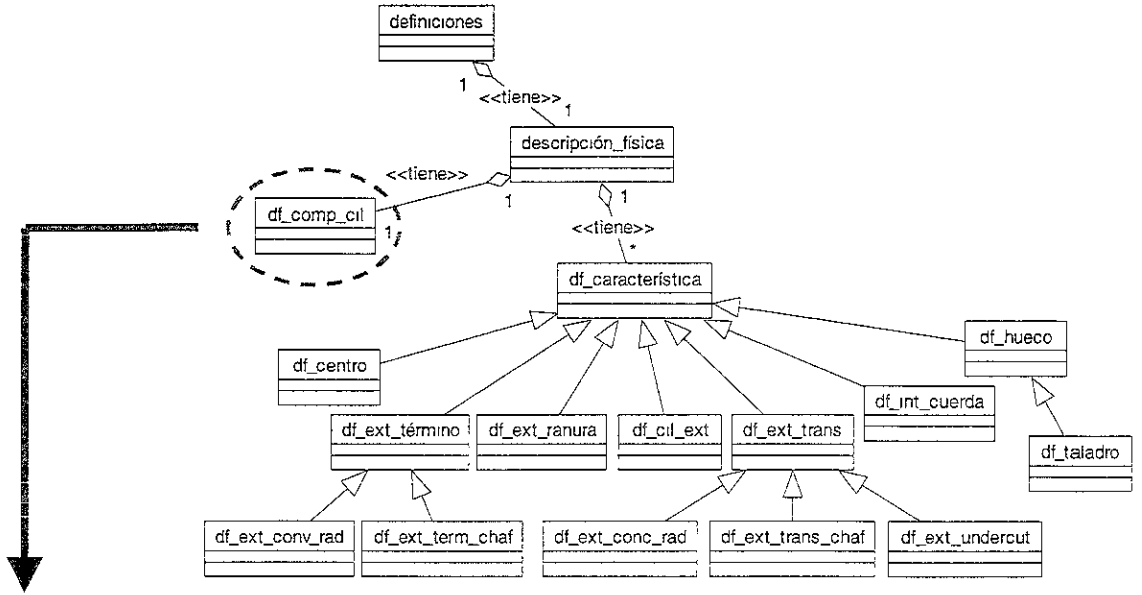 definiciones
1
<<tiene>>
1
descripción_física
<<tiene>>
1
1
df_comp_cil
1
<<tiene>>
*
df_característica
df_centro
df_hueco
df_int_cuerda
df_ext_término
df_ext_ranura
df_cil_ext
df_ext_trans
df_taladro
df_ext_conv_rad
df_ext_term_chaf
df_ext_conc_rad
df_ext_trans_chaf
df_ext_undercut